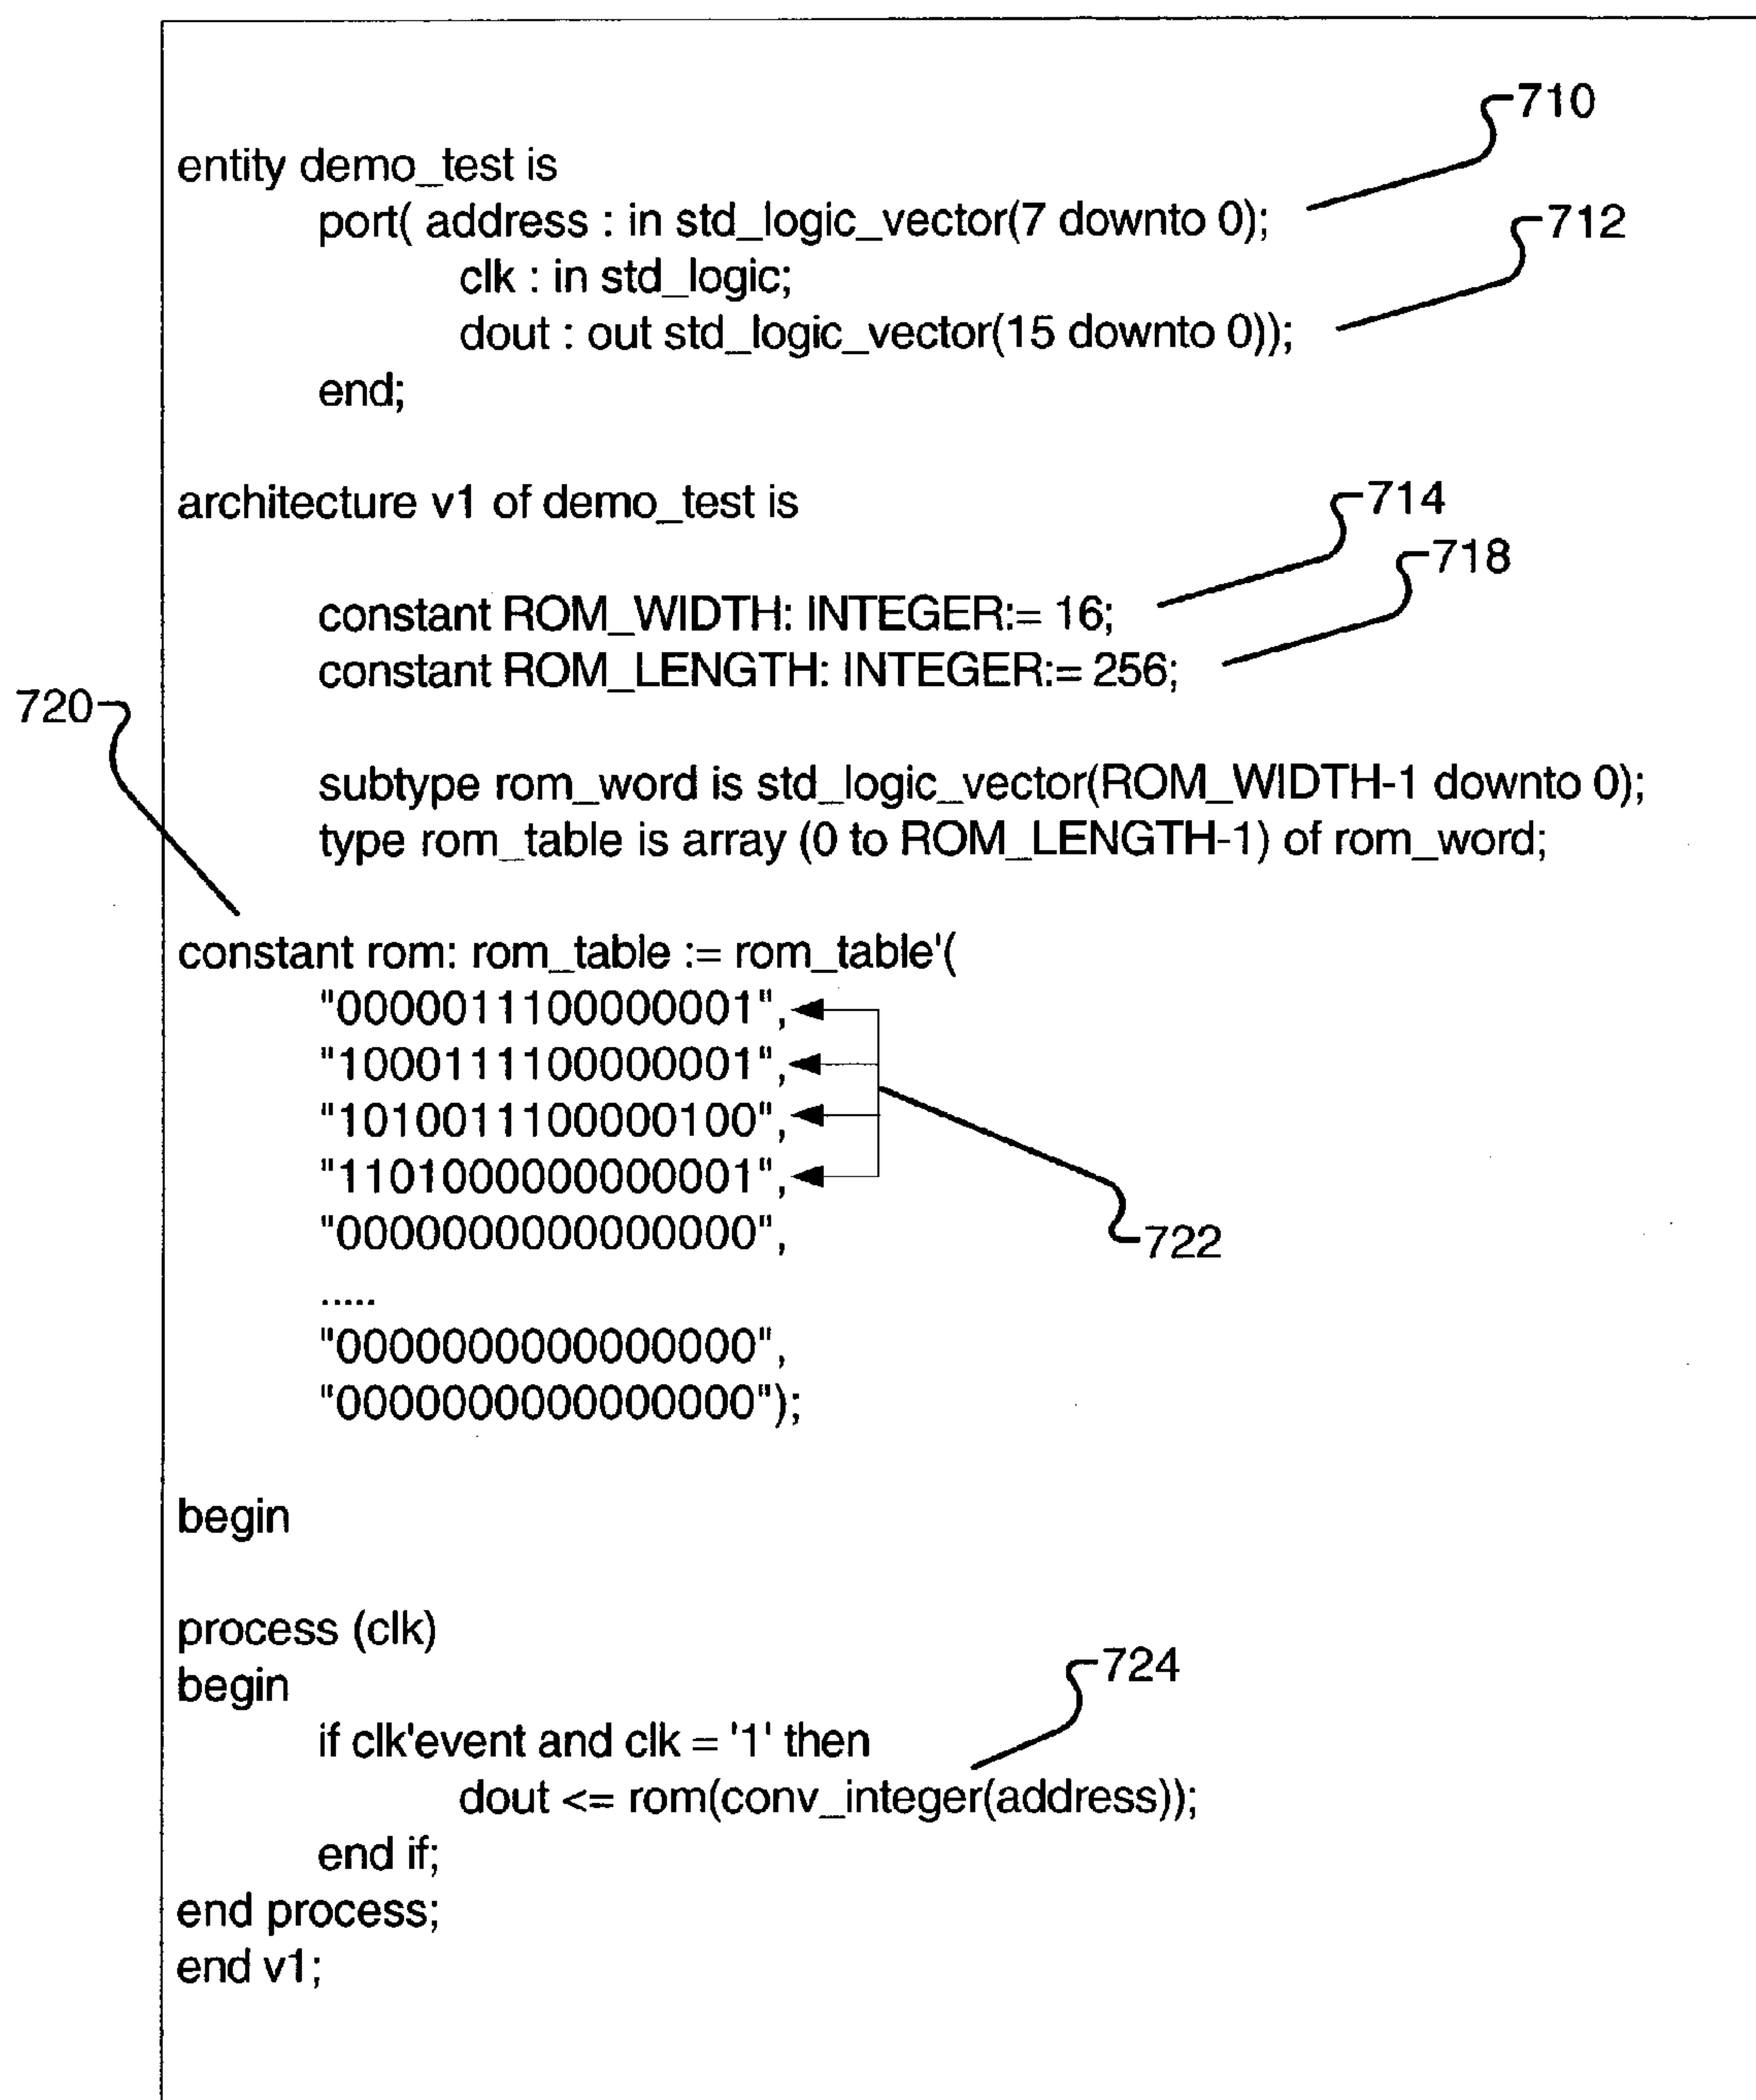 710
entity demo_test is
port( address : in std_logic_vector(7 downto 0);
712
clk : in std_logic;
dout : out std_logic_vector(15 downto 0));
end;
architecture v1 of demo_test is
714
718
constant ROM_WIDTH: INTEGER:= 16;
constant ROM_LENGTH: INTEGER:= 256;
720
subtype rom_word is std_logic_vector(ROM_WIDTH-1 downto 0);
type rom_table is array (0 to ROM_LENGTH-1) of rom_word;
constant rom: rom_table := rom_table'(
"0000011100000001",
"1000111100000001",
"1010011100000100",
"1101000000000001",
"0000000000000000",
722
.....
"0000000000000000",
"0000000000000000");
begin
process (clk)
724
begin
if clk'event and clk = '1' then
dout <= rom(conv_integer(address));
end if;
end process;
end v1;